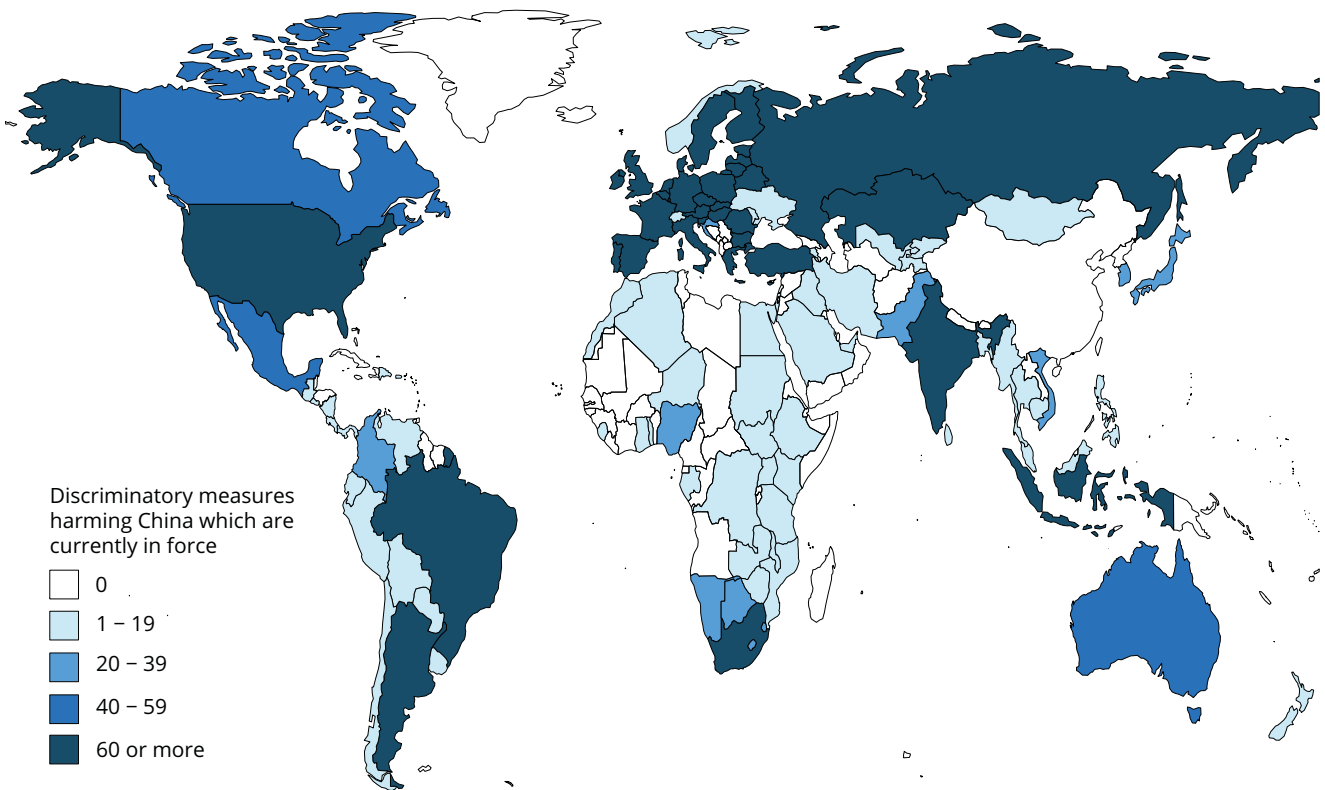 Discriminatory measures
harming China which are
currently in force
0
1 – 19
20 – 39
40 – 59
60 or more